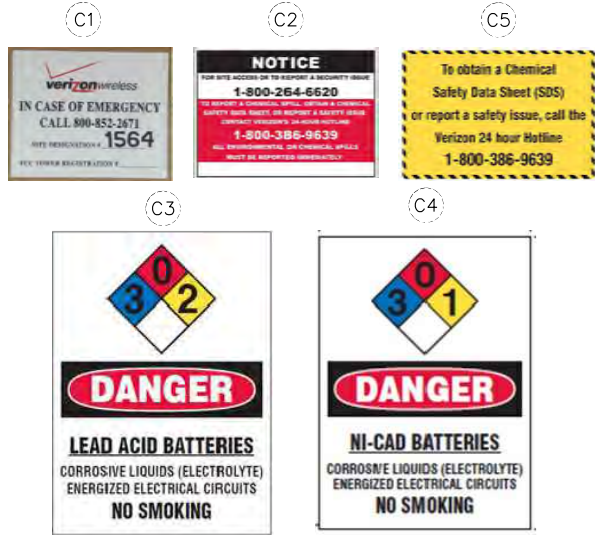 C1
C2
C5
verizonwireless
IN CASE OF EMERGENCY
CALL 800-852-2671
SITE DESIGNATION # 1564
FCC TOWER REGISTRATION #
NOTICE
FOR SITE ACCESS OR TO REPORT A SECURITY ISSUE
1-800-264-6620
TO REPORT A CHEMICAL SPILL, OBTAIN A CHEMICAL
SAFETY DATA SHEET, OR REPORT A SAFETY ISSUE
CONTACT VERIZON'S 24-HOUR HOTLINE
1-800-386-9639
ALL ENVIRONMENTAL OR CHEMICAL SPILLS
MUST BE REPORTED IMMEDIATELY
To obtain a Chemical
Safety Data Sheet (SDS)
or report a safety issue, call the
Verizon 24 hour Hotline
1-800-386-9639
C3
C4
0
3 2
DANGER
LEAD ACID BATTERIES
CORROSIVE LIQUIDS (ELECTROLYTE)
ENERGIZED ELECTRICAL CIRCUITS
NO SMOKING
0
3 1
DANGER
NI-CAD BATTERIES
CORROSIVE LIQUIDS (ELECTROLYTE)
ENERGIZED ELECTRICAL CIRCUITS
NO SMOKING